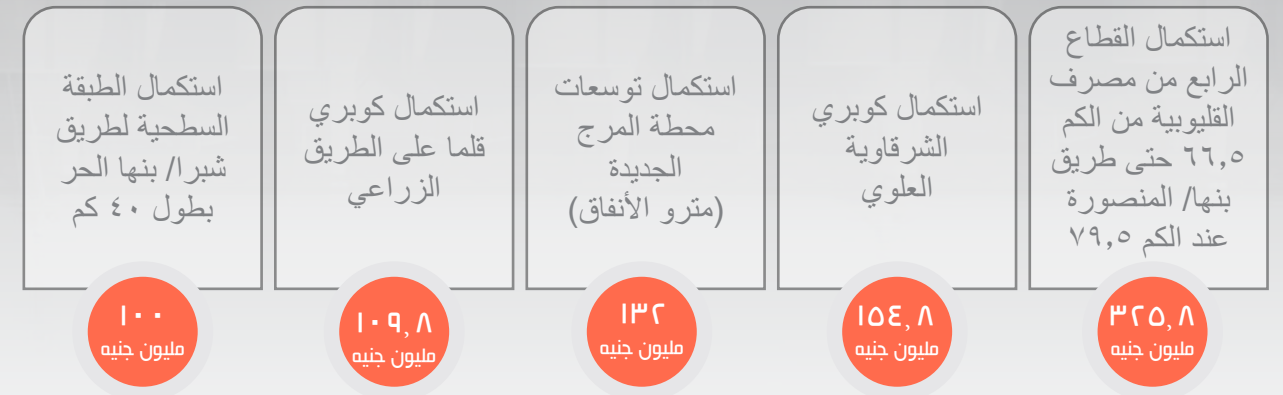 استكمال القطاع
الرابع من مصرف
القليوبية من الكم
٦٦,٥ حتى طريق
بنها/ المنصورة
عند الكم ٧٩,٥
٣٢٥,٨
مليون جنيه
استكمال كوبري
الشرقاوية
العلوي
١٥٤,٨
مليون جنيه
استكمال توسعات
محطة المرج
الجديدة
(مترو الأنفاق)
١٣٢
مليون جنيه
استكمال كوبري
قلما على الطريق
الزراعي
١٠٩,٨
مليون جنيه
استكمال الطبقة
السطحية لطريق
شبرا/ بنها الحر
بطول ٤٠ كم
١٠٠
مليون جنيه